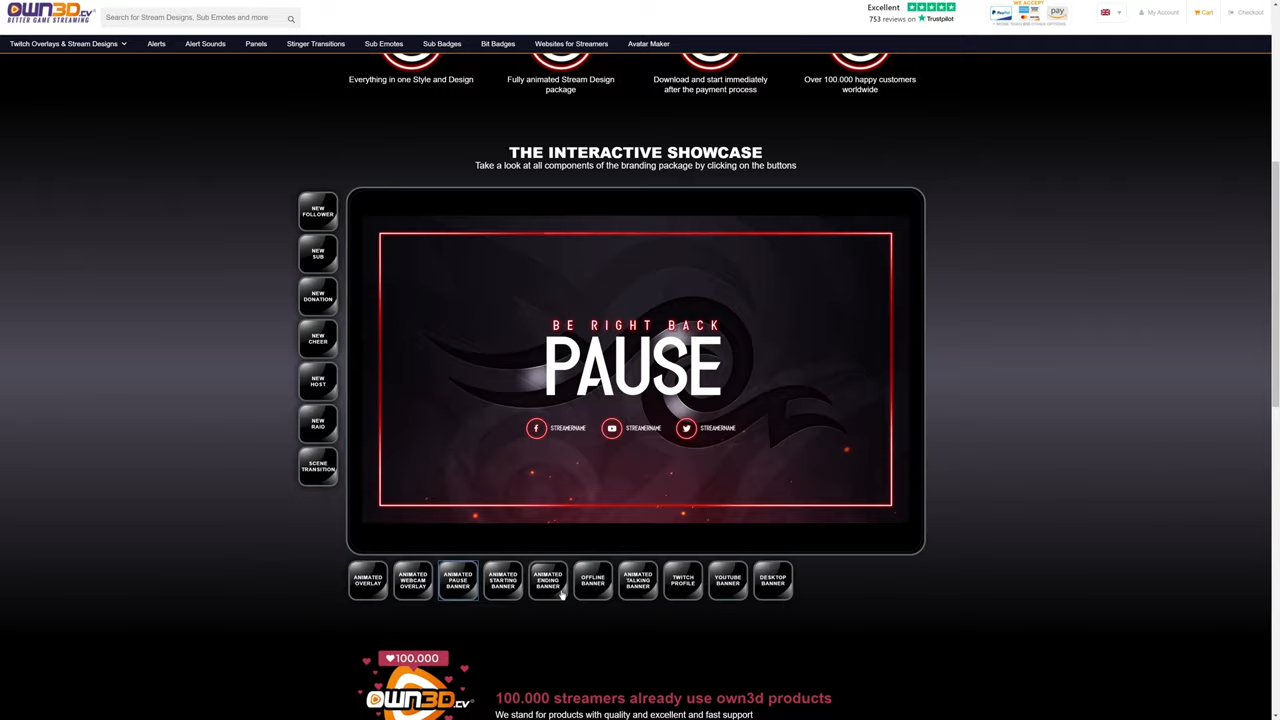 OWN3D.TV
BETTER GAME STREAMING
Search for Stream Designs, Sub Emotes and more
Excellent
753 reviews on Trustpilot
WE ACCEPT
PayPal
pay
My Account
Cart
Checkout
Twitch Overlays & Stream Designs
Alerts
Alert Sounds
Panels
Stinger Transitions
Sub Emotes
Sub Badges
Bit Badges
Websites for Streamers
Avatar Maker
Everything in one Style and Design
Fully animated Stream Design
package
Download and start immediately
after the payment process
Over 100.000 happy customers
worldwide
THE INTERACTIVE SHOWCASE
Take a look at all components of the branding package by clicking on the buttons
NEW
FOLLOWER
NEW
SUB
NEW
DONATION
NEW
CHEER
NEW
HOST
NEW
RAID
SCENE
TRANSITION
BE RIGHT BACK
PAUSE
STREAMERNAME
STREAMERNAME
STREAMERNAME
ANIMATED
OVERLAY
ANIMATED
WEBCAM
OVERLAY
ANIMATED
PAUSE
BANNER
ANIMATED
STARTING
BANNER
ANIMATED
ENDING
BANNER
OFFLINE
BANNER
ANIMATED
TALKING
BANNER
TWITCH
PROFILE
YOUTUBE
BANNER
DESKTOP
BANNER
100.000
OWN3D.TV
100.000 streamers already use own3d products
We stand for products with quality and excellent and fast support